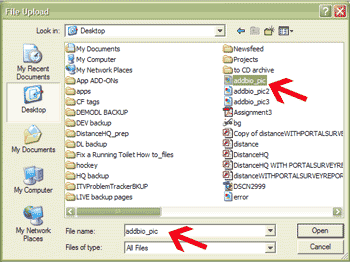 File Upload
Look in: Desktop
My Recent Documents
Desktop
My Documents
My Computer
My Network Places
My Documents
My Computer
My Network Places
App ADD-ONs
apps
CF tags
DEMODL BACKUP
DEV backup
DistanceHQ_prep
DL backup
Fix a Running Toilet How to_files
hockey
HQ backup
ITVProblemTrackerBKUP
LIVE backup pages
Newsfeed
Projects
to CD archive
addbio_pic
addbio_pic2
addbio_pic3
Assignment3
bg
Copy of distanceWITHPORTALSURVEY
distance
DistanceHQ
DistanceHQ WITH PORTALSURVEY
distanceWITHPORTALSURVEYREPOR
DSCN2999
error
File name: addbio_pic
Open
Files of type: All Files
Cancel